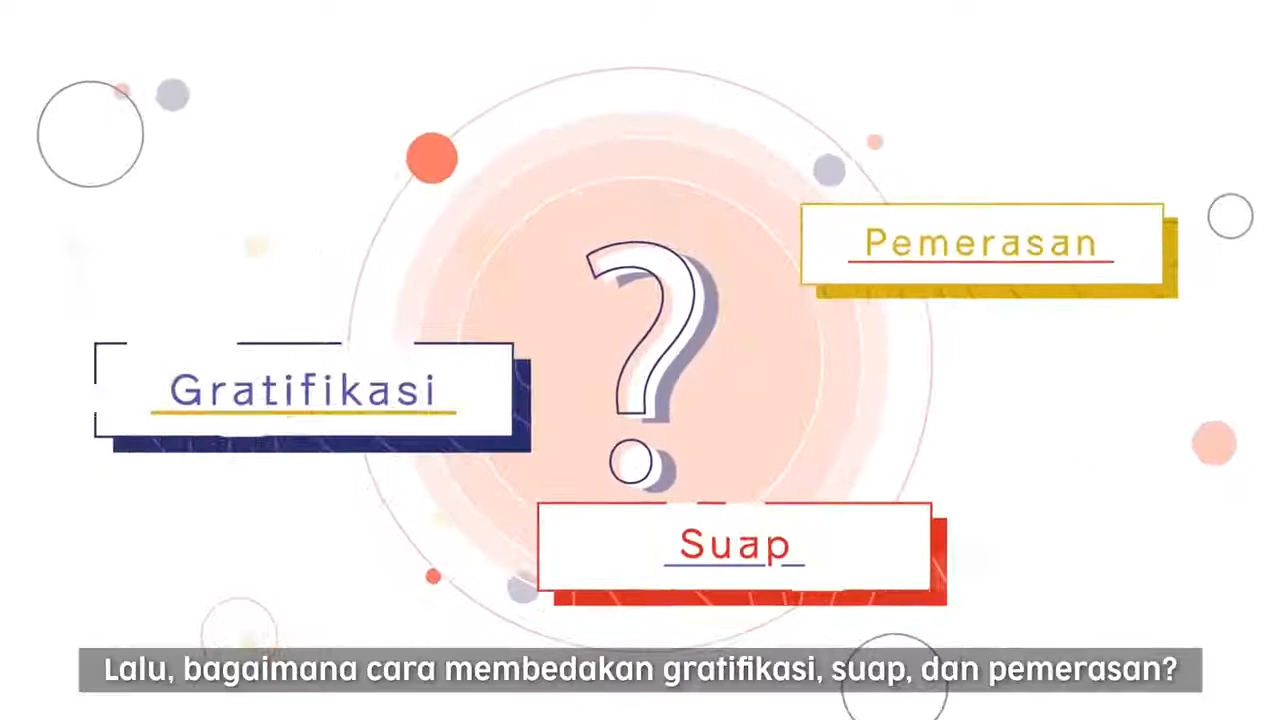 Pemerasan
?
Gratifikasi
Suap
Lalu, bagaimana cara membedakan gratifikasi, suap, dan pemerasan?